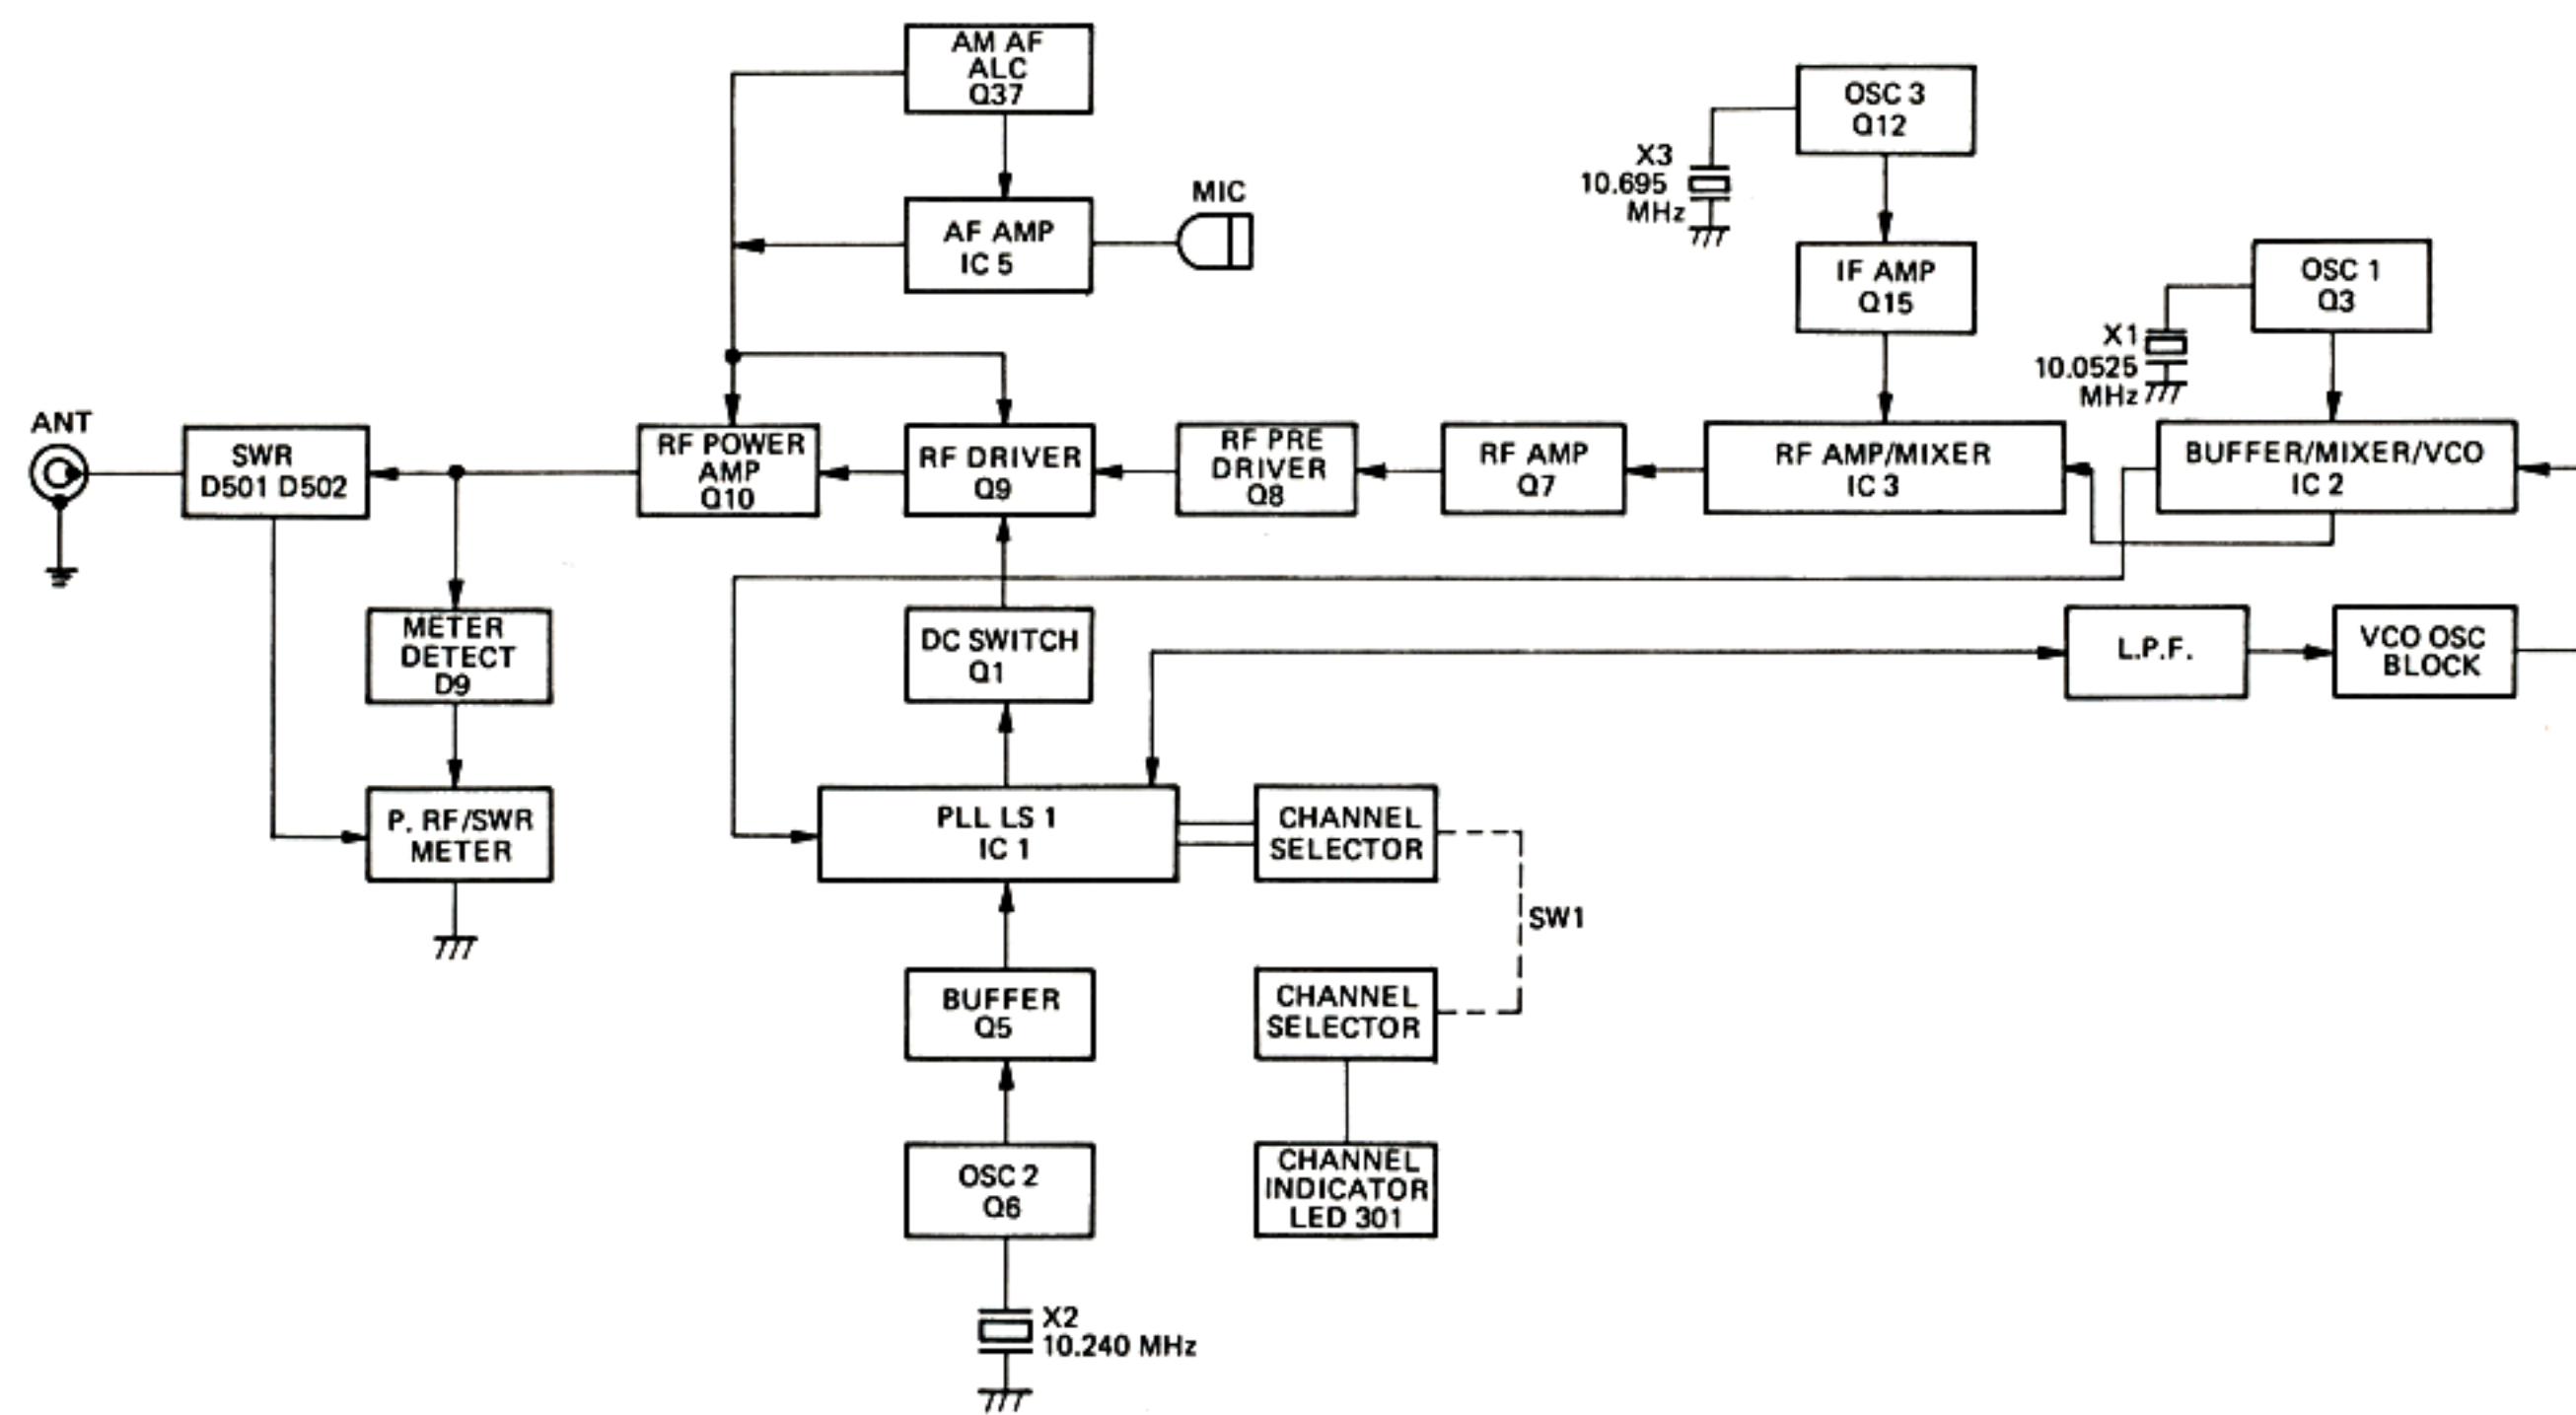 AM AF
ALC
Q37
OSC 3
Q12
X3
10.695
MHz
MIC
AF AMP
IC 5
IF AMP
Q15
OSC 1
Q3
X1
10.0525
MHz
ANT
SWR
D501 D502
RF POWER
AMP
Q10
RF DRIVER
Q9
RF PRE
DRIVER
Q8
RF AMP
Q7
RF AMP/MIXER
IC 3
BUFFER/MIXER/VCO
IC 2
METER
DETECT
D9
DC SWITCH
Q1
L.P.F.
VCO OSC
BLOCK
P. RF/SWR
METER
PLL LS 1
IC 1
CHANNEL
SELECTOR
SW1
BUFFER
Q5
CHANNEL
SELECTOR
OSC 2
Q6
CHANNEL
INDICATOR
LED 301
X2
10.240 MHz